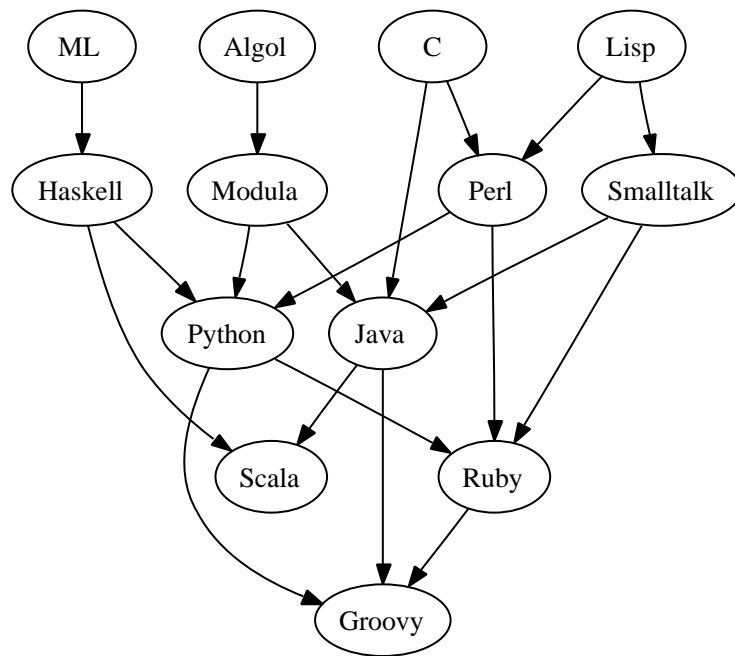 ML
Algol
C
Lisp
Haskell
Modula
Perl
Smalltalk
Python
Java
Scala
Ruby
Groovy